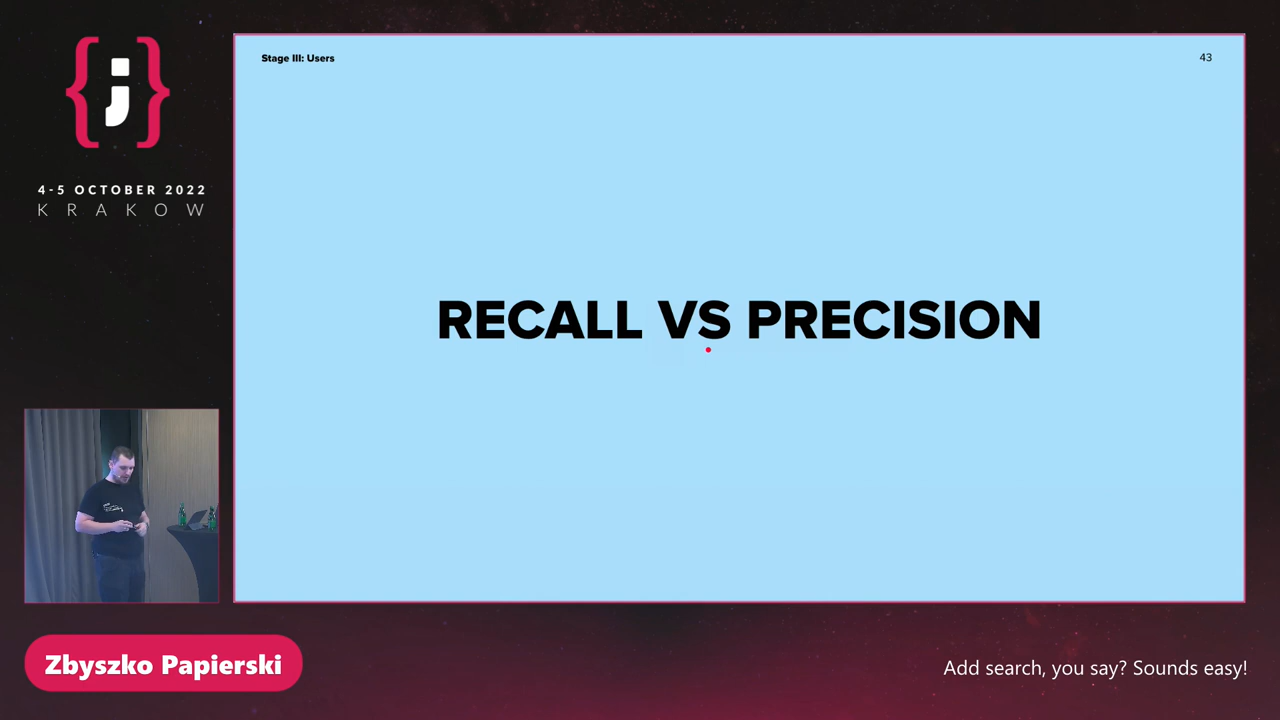 {;}
4-5 OCTOBER 2022
KRAKOW
Stage III: Users
43
RECALL VS PRECISION
Zbyszko Papierski
Add search, you say? Sounds easy!